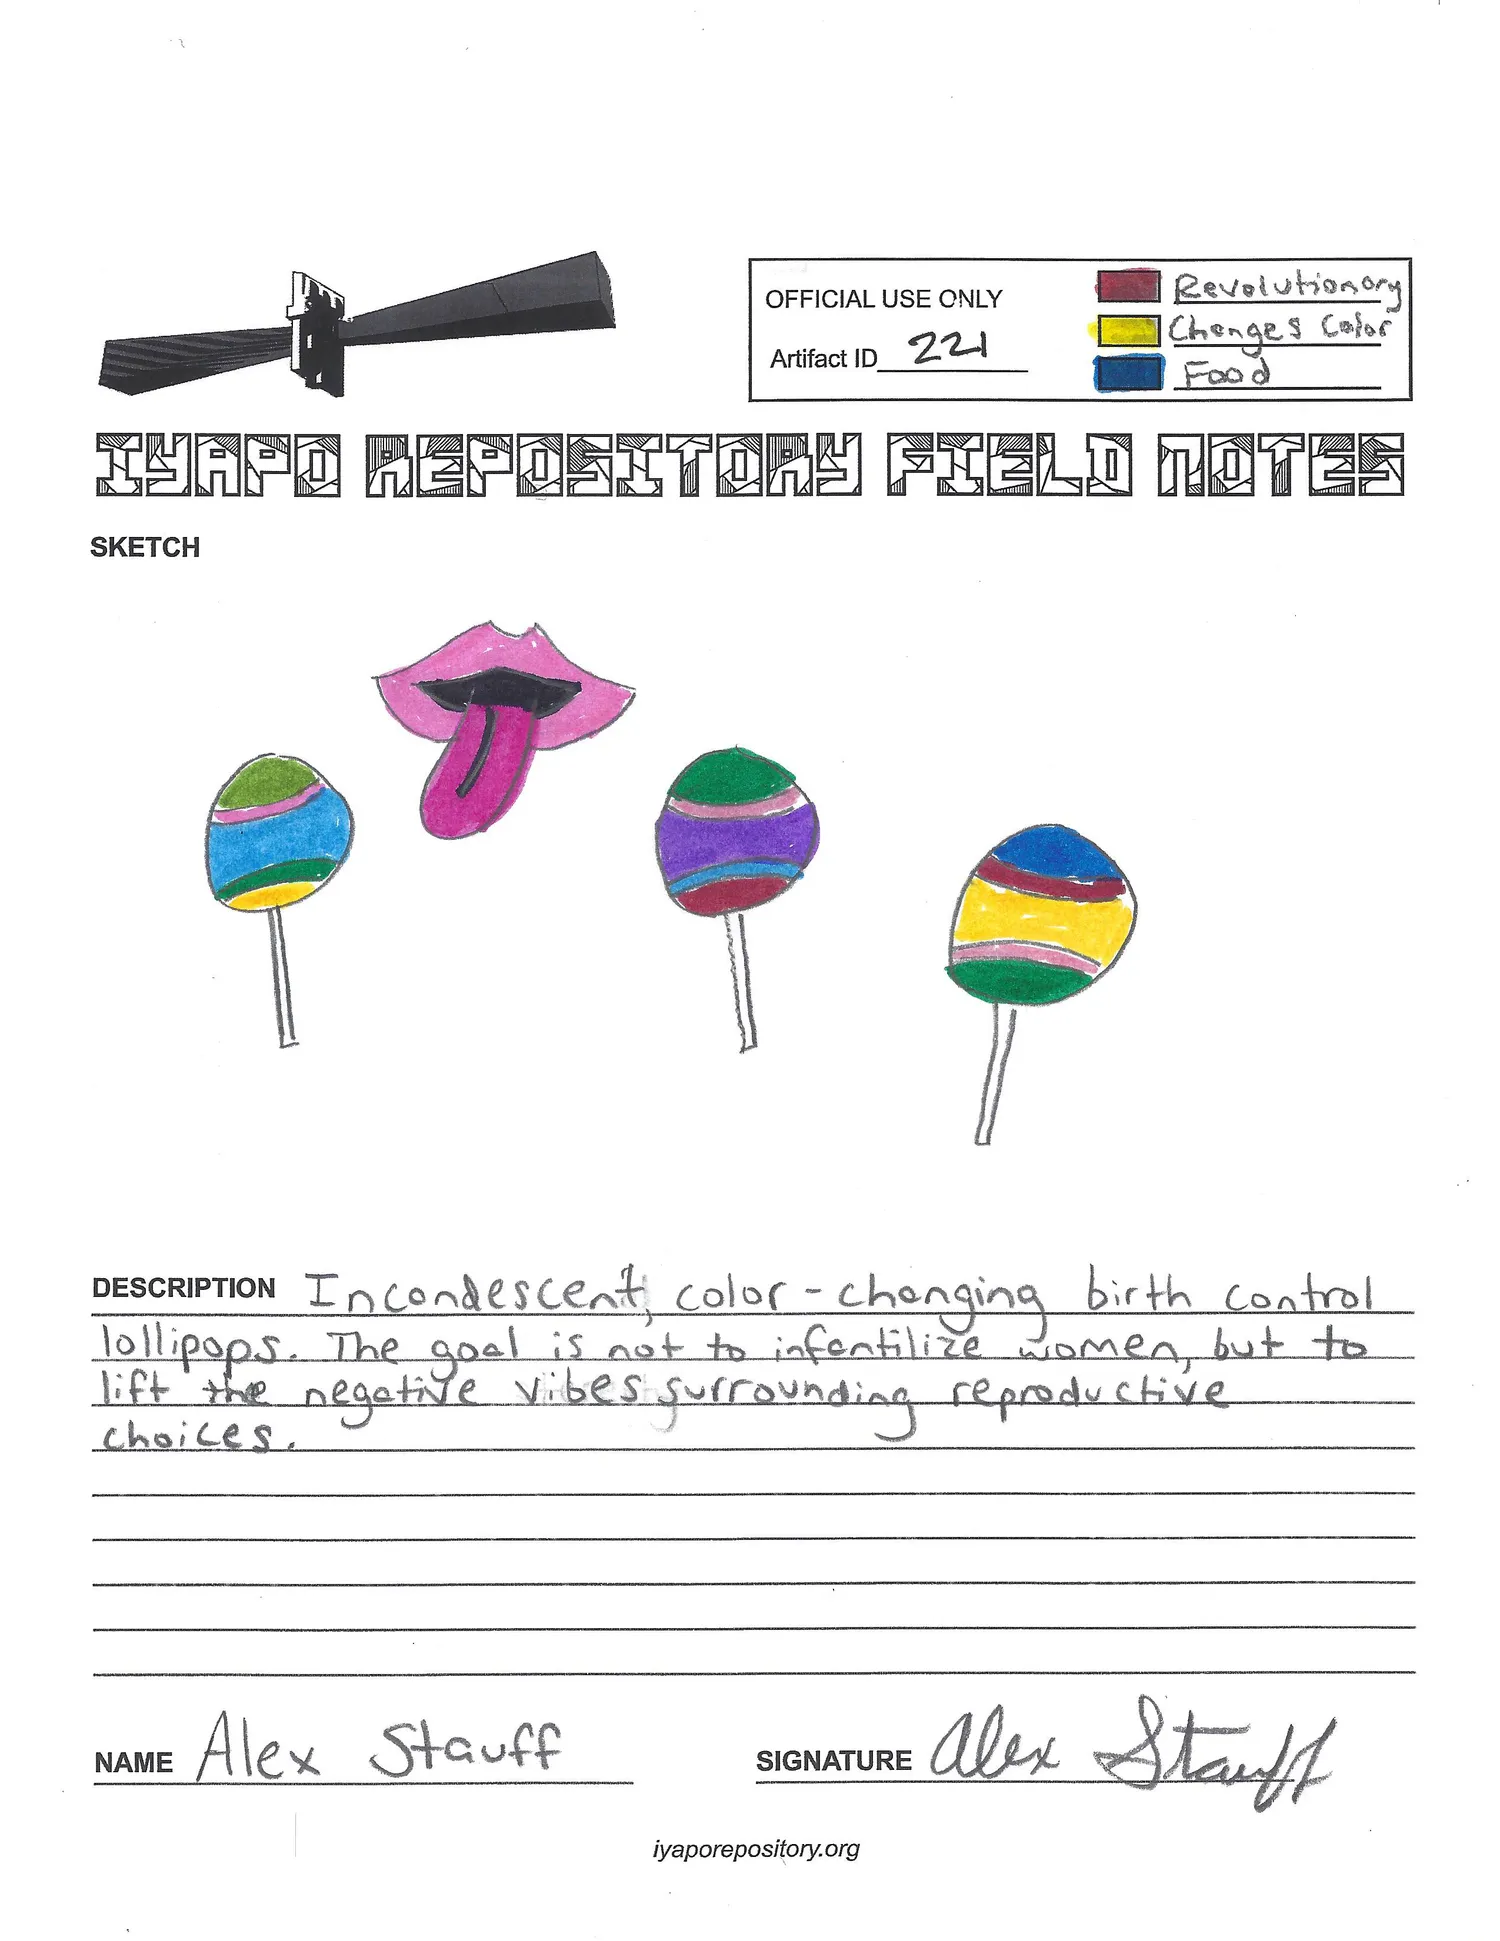 OFFICIAL USE ONLY
Artifact ID 221
Revolutionary
Changes Color
Food
IYAPO REPOSITORY FIELD NOTES
SKETCH
DESCRIPTION Incandescent, color-changing birth control
lollipops. The goal is not to infantilize women, but to
lift the negative vibes surrounding reproductive
choices.
NAME Alex Stauff
SIGNATURE Alex Stauff
iyaporepository.org